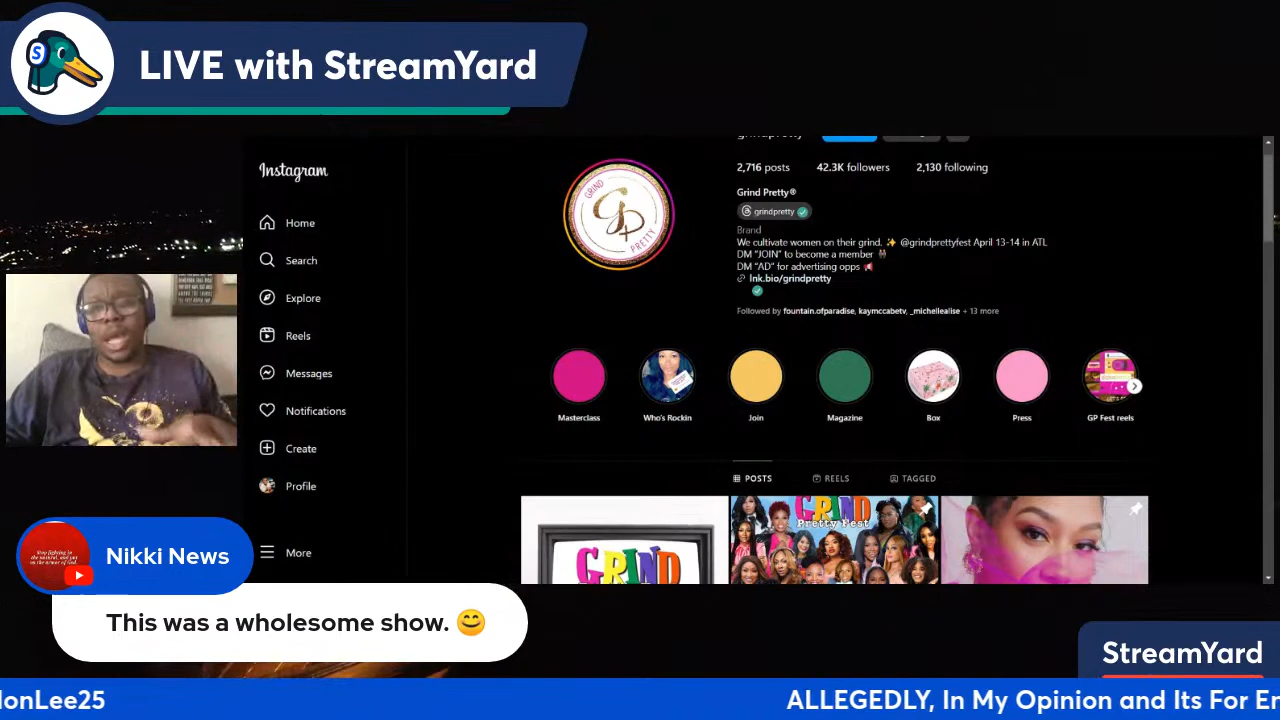 LIVE with StreamYard
Instagram
Home
Search
Explore
Reels
Messages
Notifications
Create
Profile
More
grindpretty
2,716 posts 42.3K followers 2,130 following
Grind Pretty®
grindpretty
Brand
We cultivate women on their grind. ✨ @grindprettyfest April 13-14 in ATL
DM "JOIN" to become a member
DM "AD" for advertising opps
lnk.bio/grindpretty
Followed by fountain.ofparadise, kaymccabetv, _michellealise + 13 more
GRIND
GP
PRETTY
Masterclass Who's Rockin Join Magazine Box Press GP Fest reels
POSTS REELS TAGGED
GRIND
GRIND
Pretty Fest
Nikki News
This was a wholesome show. 😊
StreamYard
lonLee25
ALLEGEDLY, In My Opinion and Its For En